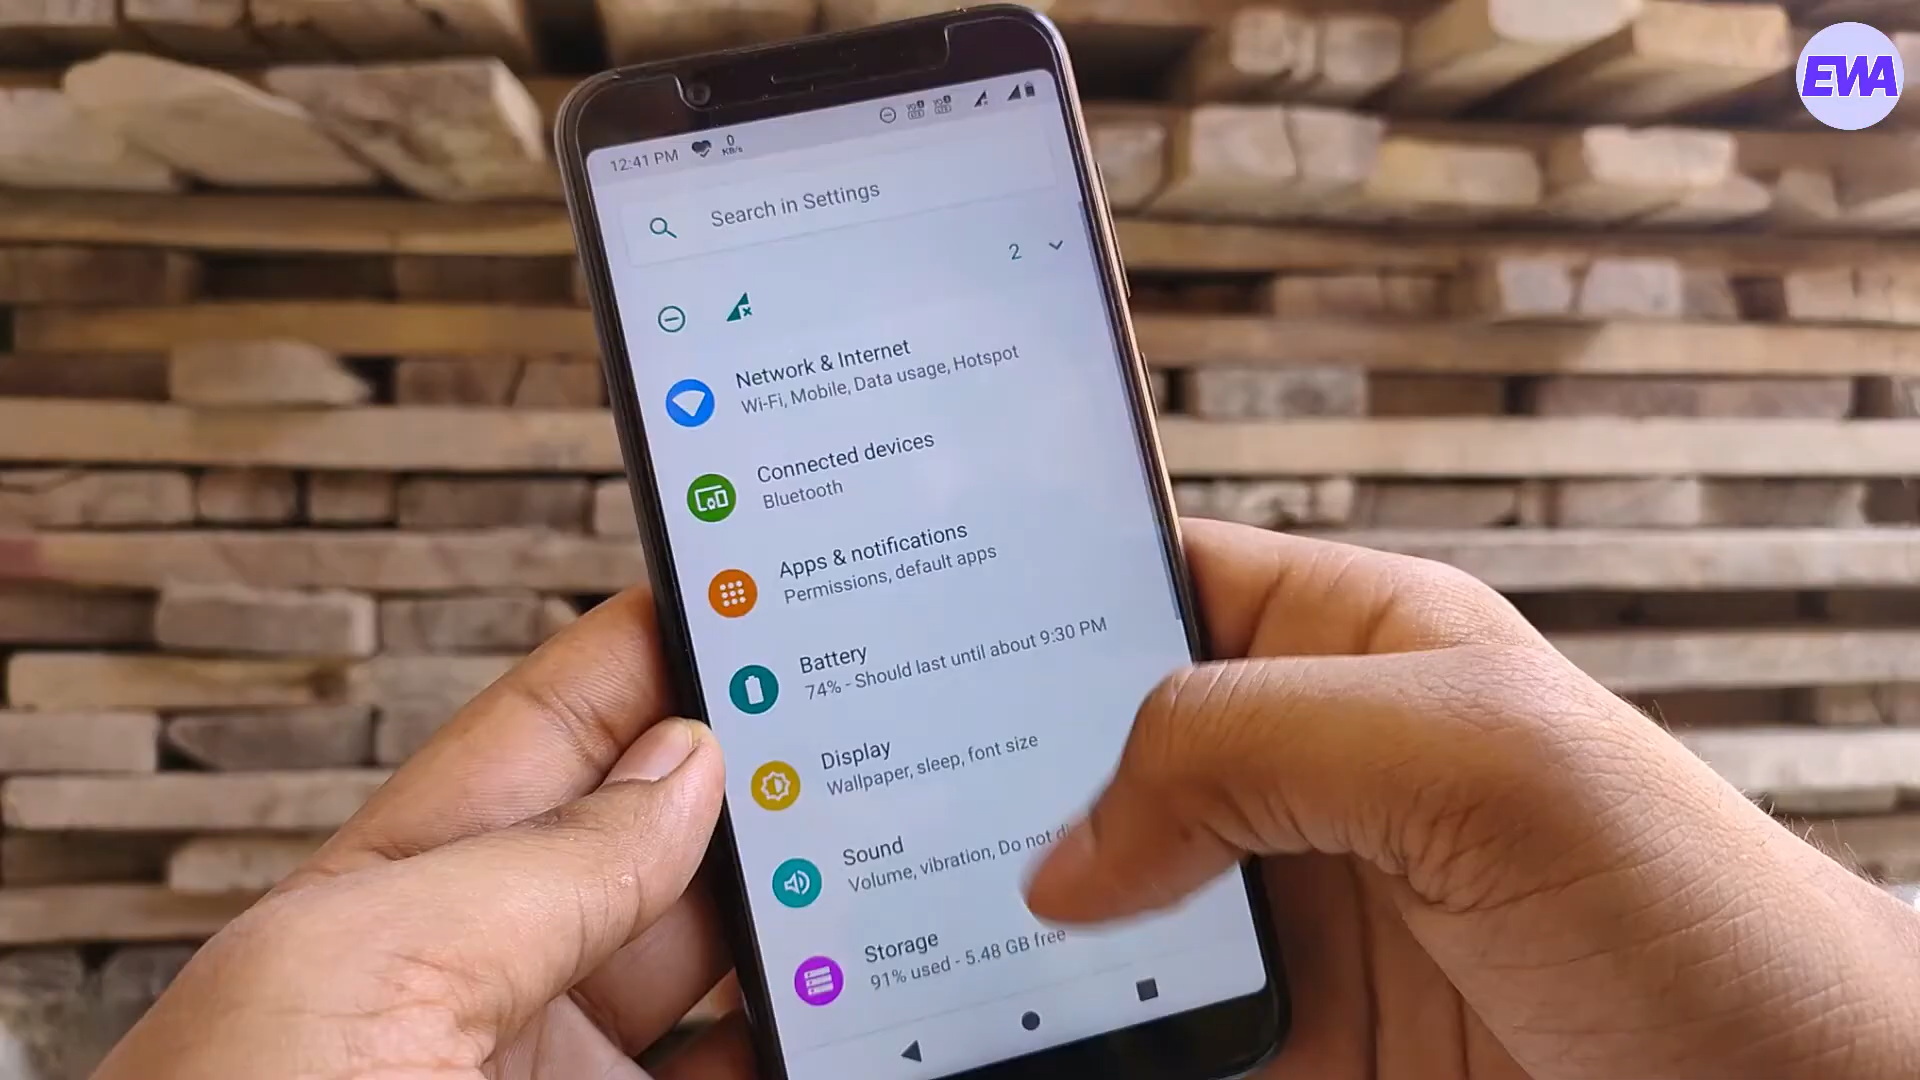 EWA
12:41 PM
0
KB/s
Search in Settings
2
Network & Internet
Wi-Fi, Mobile, Data usage, Hotspot
Connected devices
Bluetooth
Apps & notifications
Permissions, default apps
Battery
74% - Should last until about 9:30 PM
Display
Wallpaper, sleep, font size
Sound
Volume, vibration, Do not
Storage
91% used - 5.48 GB free